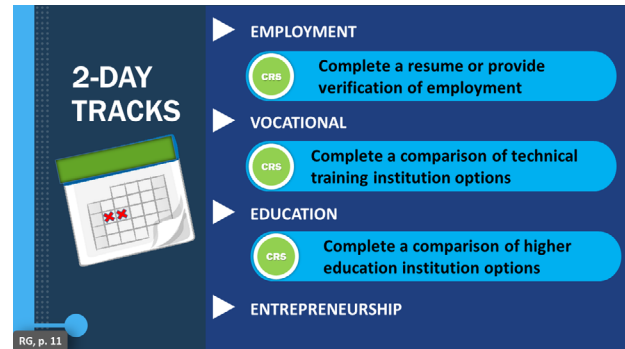 2-DAY
TRACKS
EMPLOYMENT
CRS
Complete a resume or provide
verification of employment
VOCATIONAL
CRS
Complete a comparison of technical
training institution options
EDUCATION
CRS
Complete a comparison of higher
education institution options
ENTREPRENEURSHIP
RG, p. 11